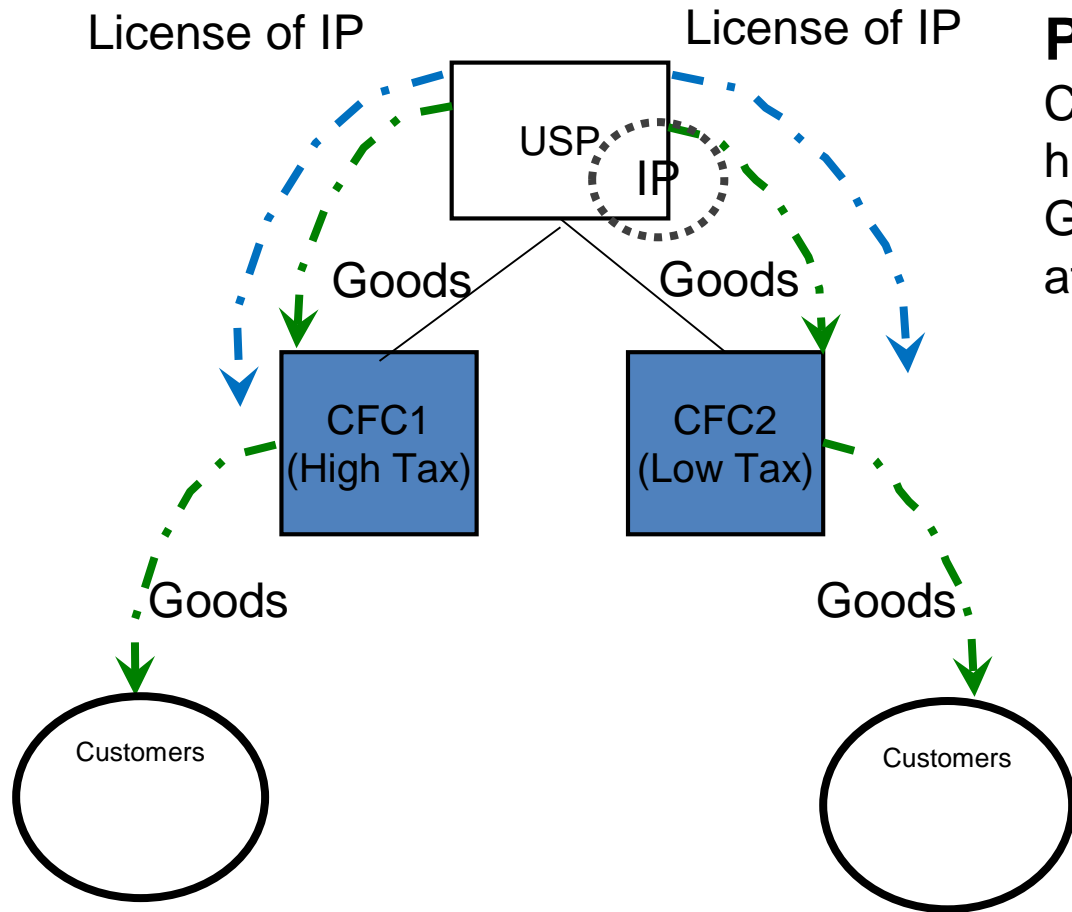 License of IP
License of IP
USP
IP
Goods
Goods
CFC1
(High Tax)
CFC2
(Low Tax)
Goods
Goods
Customers
Customers